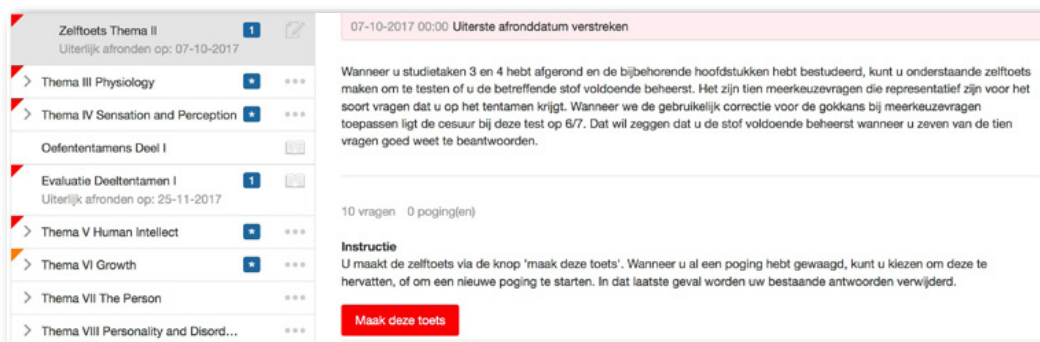 Zelftoets Thema II 1
Uiterlijk afronden op: 07-10-2017
Thema III Physiology
Thema IV Sensation and Perception
Oefententamens Deel I
Evaluatie Deeltentamen I 1
Uiterlijk afronden op: 25-11-2017
Thema V Human Intellect
Thema VI Growth
Thema VII The Person
Thema VIII Personality and Disord...
07-10-2017 00:00 Uiterste afronddatum verstreken
Wanneer u studietaken 3 en 4 hebt afgerond en de bijbehorende hoofdstukken hebt bestudeerd, kunt u onderstaande zelftoets
maken om te testen of u de betreffende stof voldoende beheerst. Het zijn tien meerkeuzevragen die representatief zijn voor het
soort vragen dat u op het tentamen krijgt. Wanneer we de gebruikelijk correctie voor de gokkans bij meerkeuzevragen
toepassen ligt de cesuur bij deze test op 6/7. Dat wil zeggen dat u de stof voldoende beheerst wanneer u zeven van de tien
vragen goed weet te beantwoorden.
10 vragen 0 poging(en)
Instructie
U maakt de zelftoets via de knop 'maak deze toets'. Wanneer u al een poging hebt gewaagd, kunt u kiezen om deze te
hervatten, of om een nieuwe poging te starten. In dat laatste geval worden uw bestaande antwoorden verwijderd.
Maak deze toets